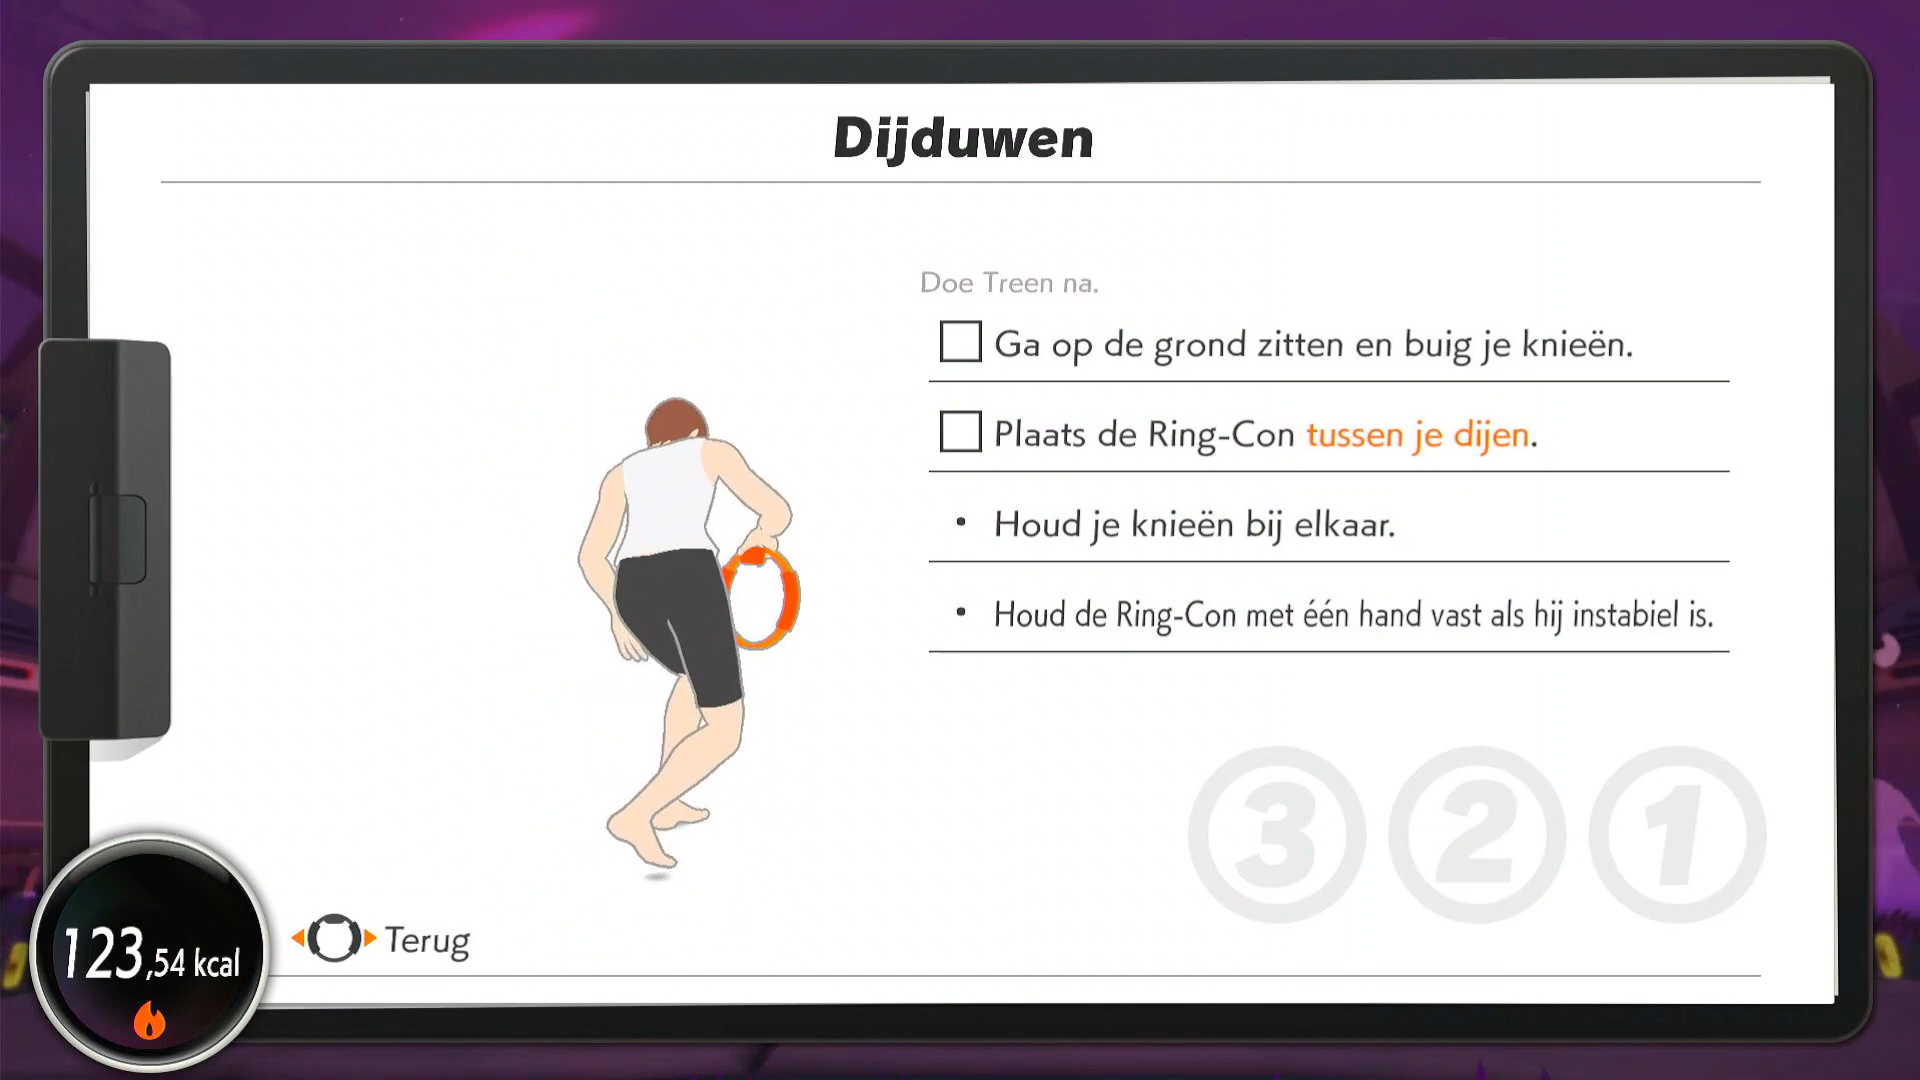 Dijduwen
Doe Treen na.
Ga op de grond zitten en buig je knieën.
Plaats de Ring-Con tussen je dijen.
• Houd je knieën bij elkaar.
• Houd de Ring-Con met één hand vast als hij instabiel is.
3 2 1
Terug
123,54 kcal